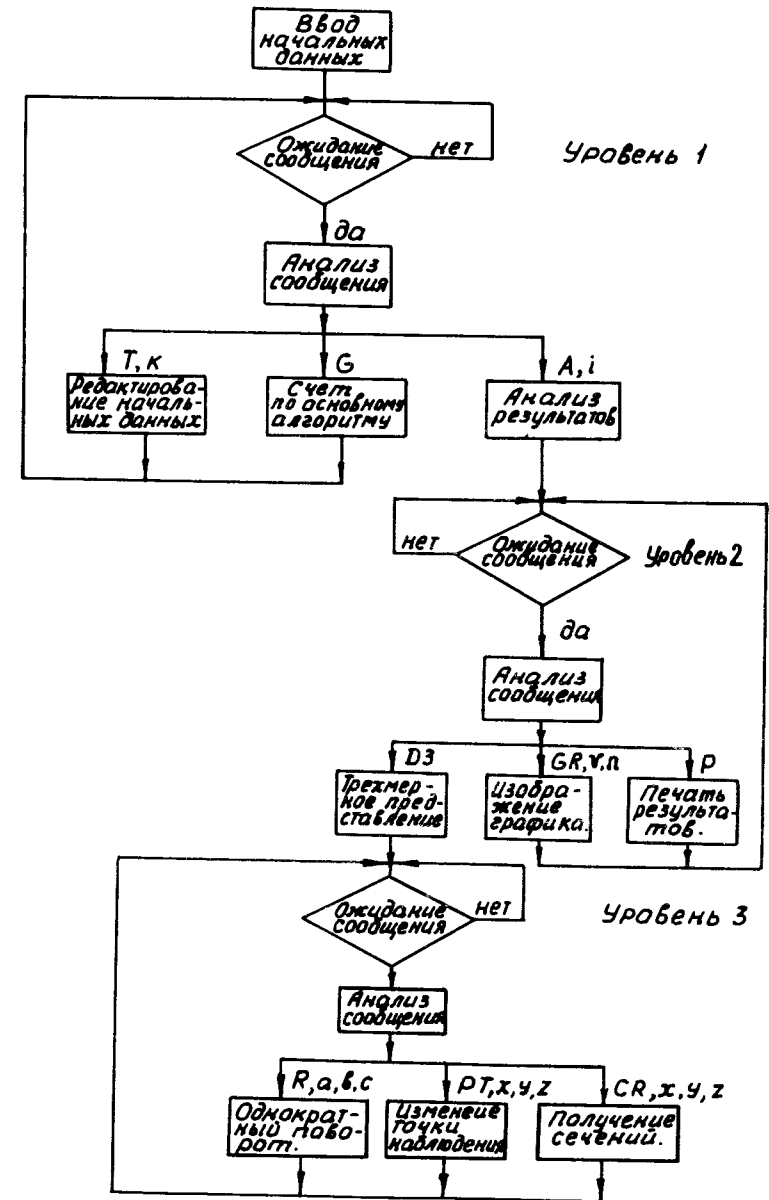 Ввод
начальных
данных
Ожидание
сообщения
нет
Уровень 1
да
Анализ
сообщения
Т, к
G
A, i
Редактирова-
ние началь-
ных данных
Счет
по основному
алгоритму
Анализ
результатов
нет
Ожидание
сообщения
Уровень 2
да
Анализ
сообщения
D3
GR, r, n
P
Трехмер-
ное пред-
ставление
Изобра-
жение
графика.
Печать
результа-
тов.
Ожидание
сообщения
нет
Уровень 3
Анализ
сообщения
R, a, в, c
PT, x, y, z
CR, x, y, z
Однократ-
ный паво-
рот.
Изменеие
точки
наблюдения
Получение
сечений.